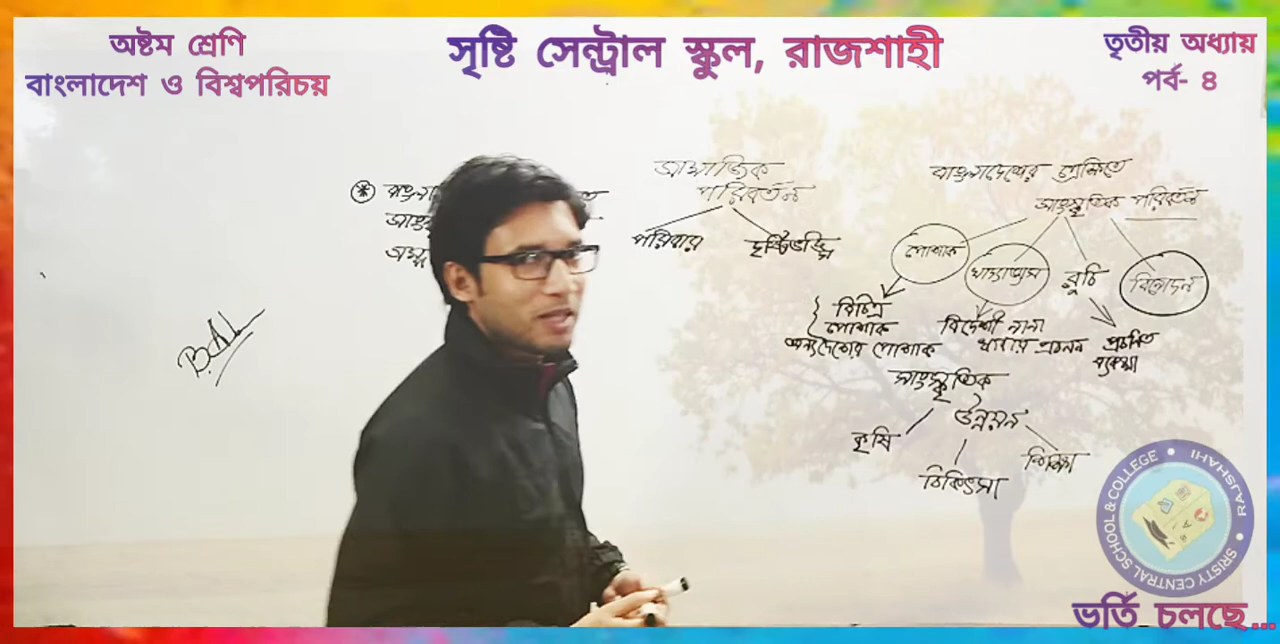 অষ্টম শ্রেণি
বাংলাদেশ ও বিশ্বপরিচয়
সৃষ্টি সেন্ট্রাল স্কুল, রাজশাহী
তৃতীয় অধ্যায়
পর্ব- ৪
সামাজিক
পরিবর্তন
পরিবার দৃষ্টিভঙ্গি
B.A.L
বাংলাদেশের প্রেক্ষিতে
সাংস্কৃতিক পরিবর্তন
পোশাক খাদ্যাভ্যাস রুচি বিনোদন
বিচিত্র
পোশাক
অন্যদেশের পোশাক
বিদেশী নানা
খাবার প্রচলন
প্রচলিত
ব্যবস্থা
সাংস্কৃতিক
উন্নয়ন
কৃষি চিকিৎসা শিক্ষা
SRISTY CENTRAL SCHOOL & COLLEGE • RAJSHAHI •
ভর্তি চলছে...